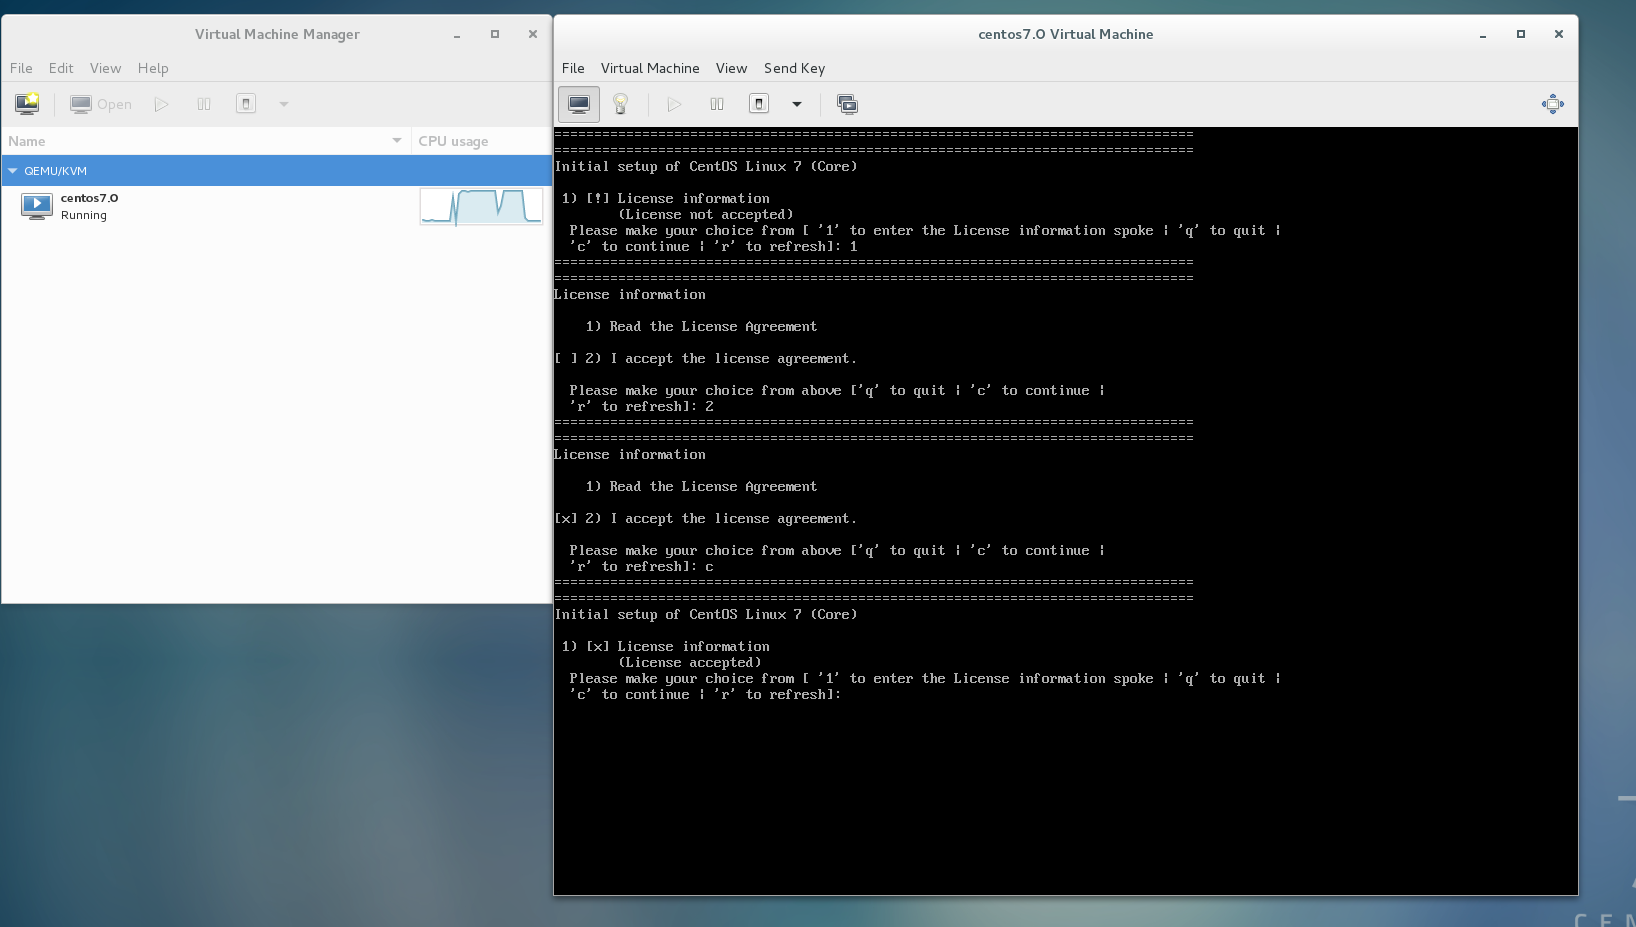 Virtual Machine Manager
File Edit View Help
Open
Name CPU usage
QEMU/KVM
centos7.0
Running
centos7.0 Virtual Machine
File Virtual Machine View Send Key
================================================================================
================================================================================
Initial setup of CentOS Linux 7 (Core)
1) [!] License information
(License not accepted)
Please make your choice from [ '1' to enter the License information spoke | 'q' to quit |
'c' to continue | 'r' to refresh]: 1
================================================================================
================================================================================
License information
1) Read the License Agreement
[ ] 2) I accept the license agreement.
Please make your choice from above ['q' to quit | 'c' to continue |
'r' to refresh]: 2
================================================================================
================================================================================
License information
1) Read the License Agreement
[x] 2) I accept the license agreement.
Please make your choice from above ['q' to quit | 'c' to continue |
'r' to refresh]: c
================================================================================
================================================================================
Initial setup of CentOS Linux 7 (Core)
1) [x] License information
(License accepted)
Please make your choice from [ '1' to enter the License information spoke | 'q' to quit |
'c' to continue | 'r' to refresh]: